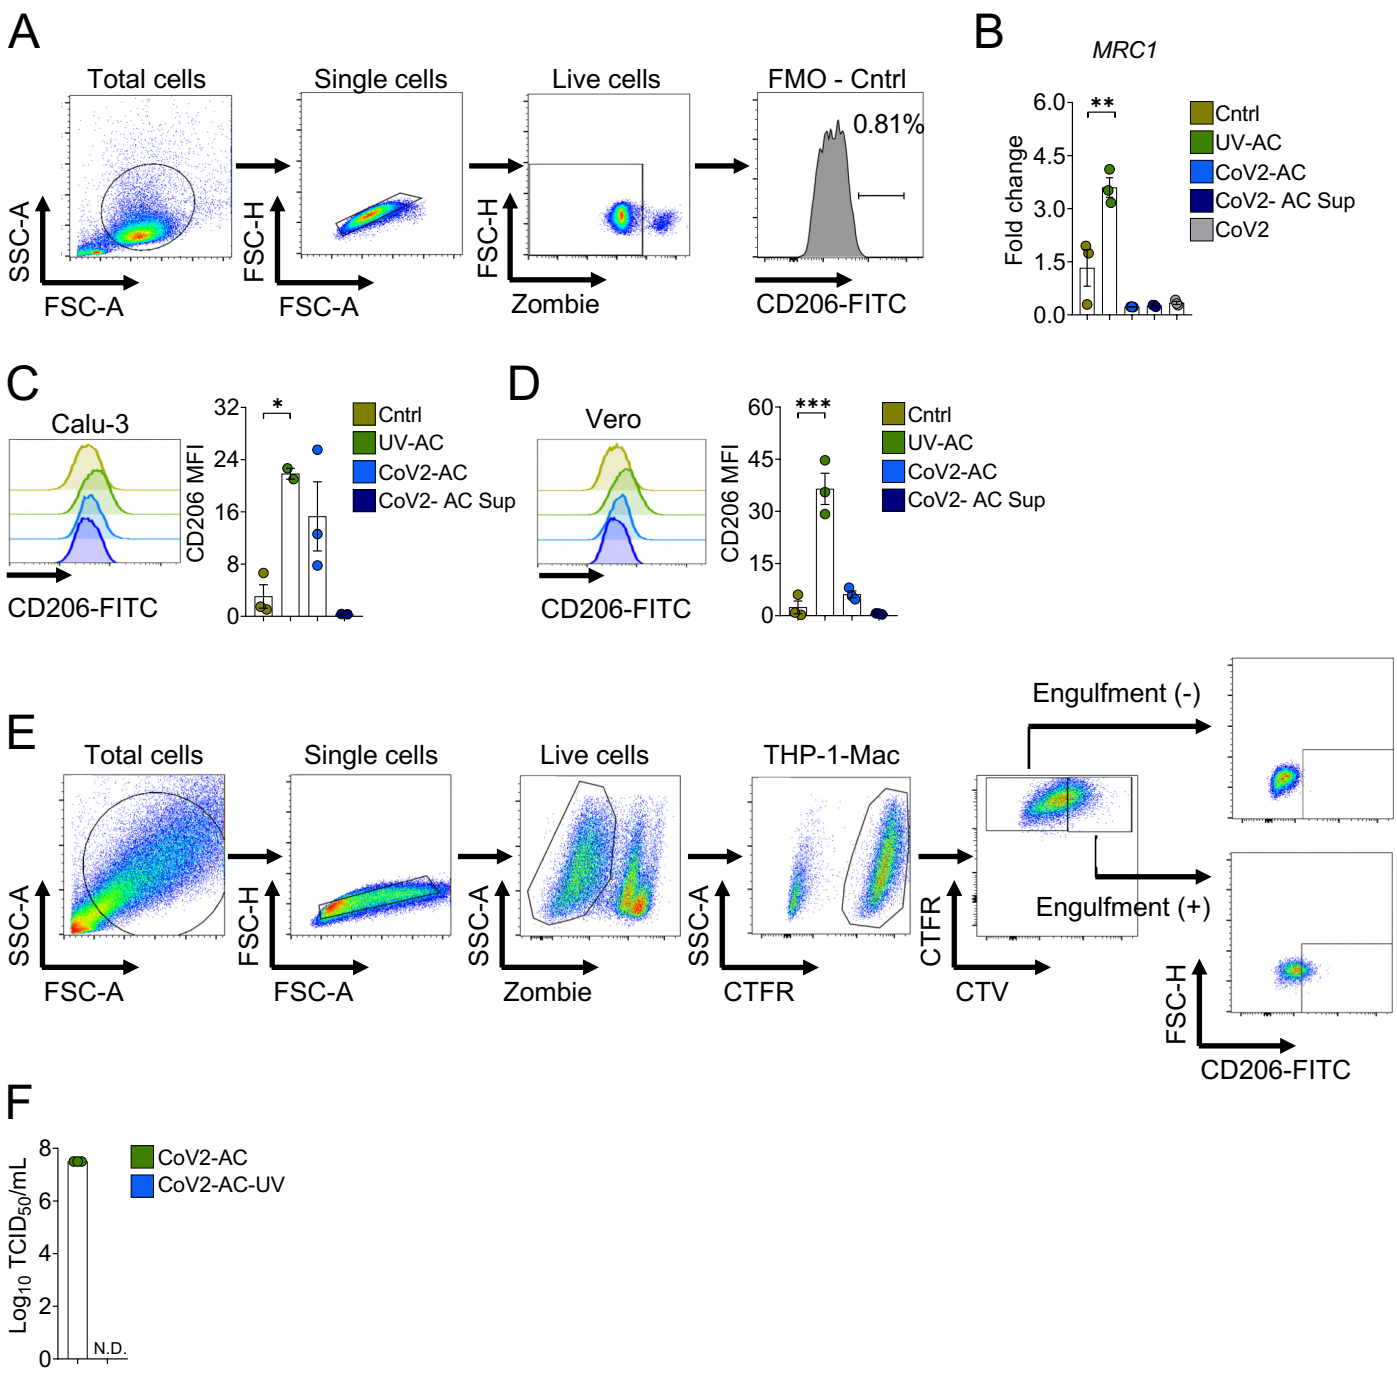 A
Total cells
Single cells
Live cells
FMO - Cntrl
0.81%
SSC-A
FSC-A
FSC-H
FSC-A
FSC-H
Zombie
CD206-FITC
B
MRC1
**
Fold change
6.0
4.5
3.0
1.5
0.0
Cntrl
UV-AC
CoV2-AC
CoV2- AC Sup
CoV2
C
Calu-3
CD206-FITC
*
CD206 MFI
32
24
16
8
0
Cntrl
UV-AC
CoV2-AC
CoV2- AC Sup
D
Vero
CD206-FITC
***
CD206 MFI
60
45
30
15
0
Cntrl
UV-AC
CoV2-AC
CoV2- AC Sup
E
Total cells
Single cells
Live cells
THP-1-Mac
Engulfment (-)
Engulfment (+)
SSC-A
FSC-A
FSC-H
FSC-A
SSC-A
Zombie
SSC-A
CTFR
CTFR
CTV
FSC-H
CD206-FITC
F
Log10 TCID50/mL
8
6
4
2
0
N.D.
CoV2-AC
CoV2-AC-UV